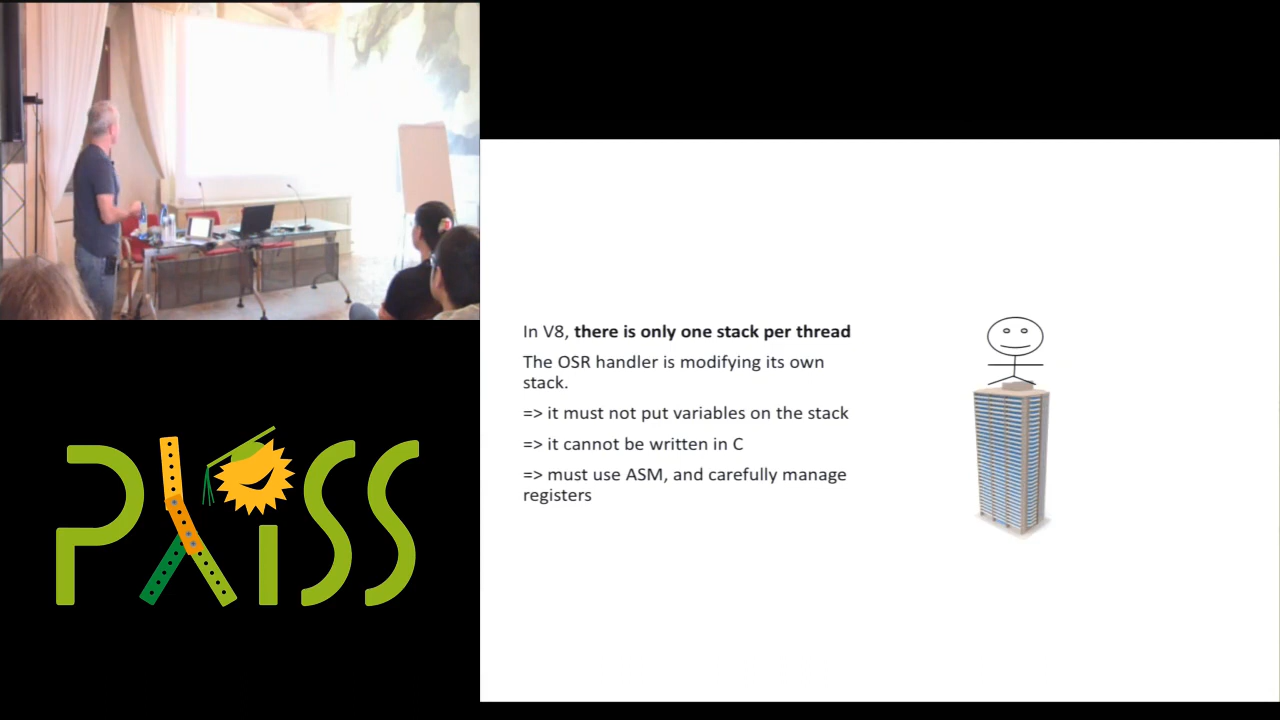 In V8, there is only one stack per thread
The OSR handler is modifying its own
stack.
=> it must not put variables on the stack
=> it cannot be written in C
=> must use ASM, and carefully manage
registers
PAISS